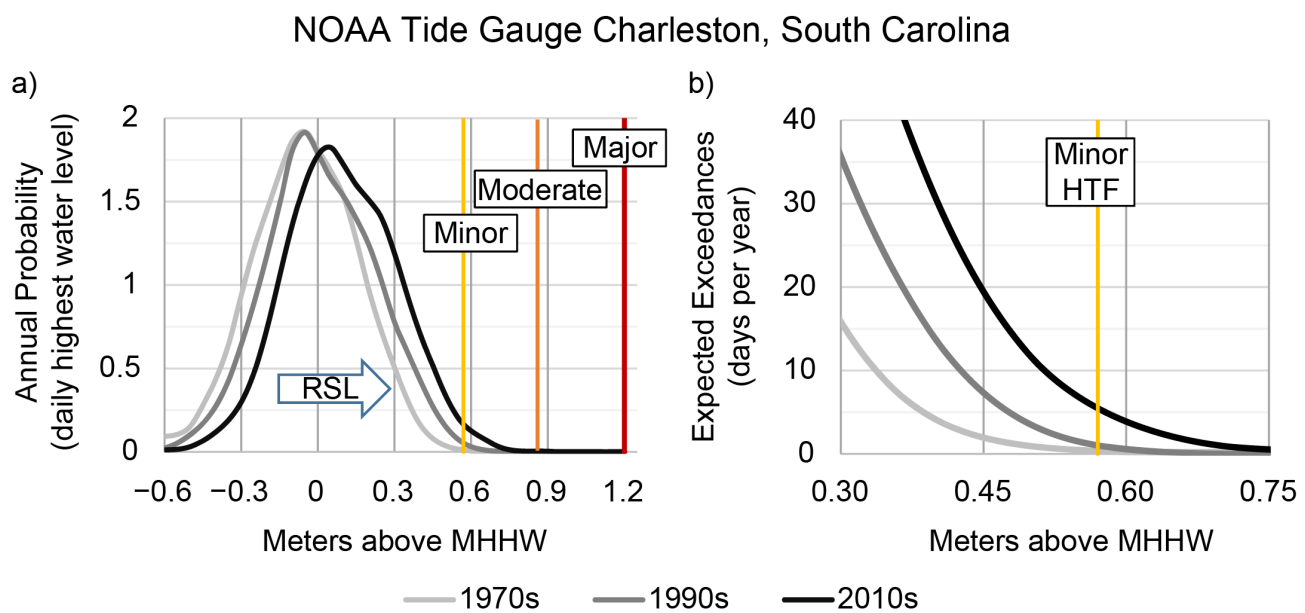 NOAA Tide Gauge Charleston, South Carolina
a)
Annual Probability
(daily highest water level)
2
1.5
1
0.5
0
Major
Moderate
Minor
RSL
−0.6
−0.3
0
0.3
0.6
0.9
1.2
Meters above MHHW
b)
Expected Exceedances
(days per year)
40
30
20
10
0
Minor
HTF
0.30
0.45
0.60
0.75
Meters above MHHW
1970s
1990s
2010s